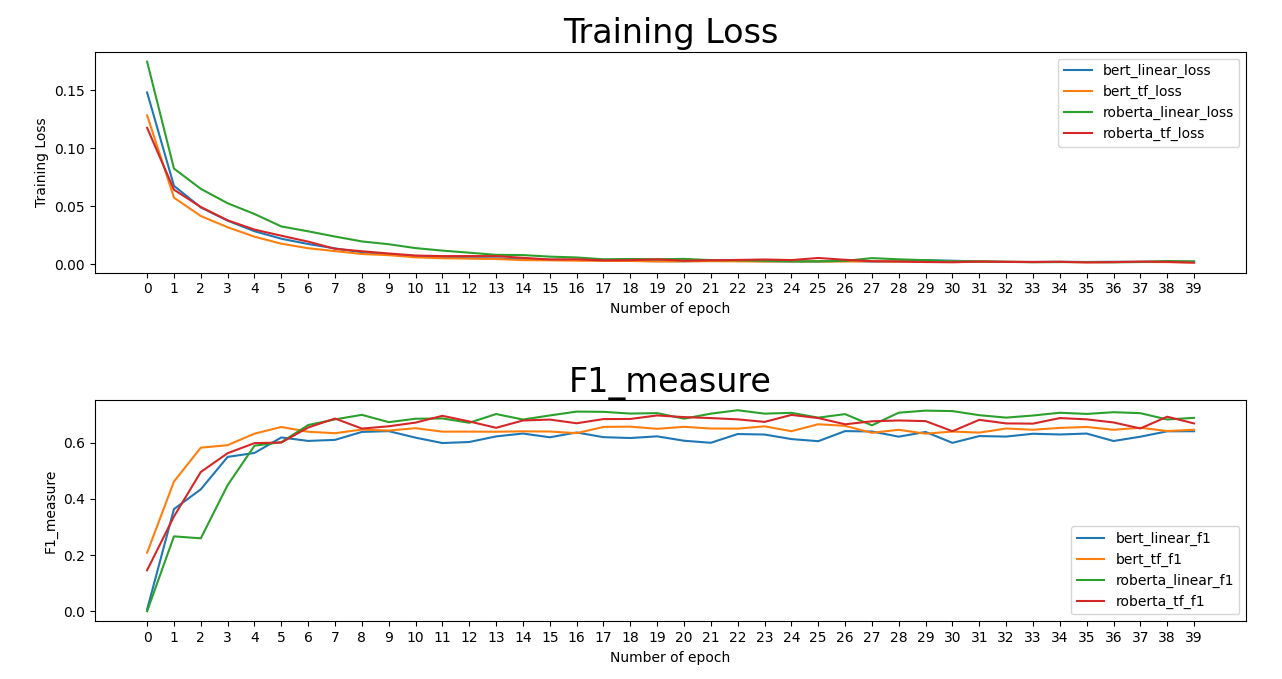 Training Loss
Training Loss
0.15
0.10
0.05
0.00
bert_linear_loss
bert_tf_loss
roberta_linear_loss
roberta_tf_loss
0 1 2 3 4 5 6 7 8 9 10 11 12 13 14 15 16 17 18 19 20 21 22 23 24 25 26 27 28 29 30 31 32 33 34 35 36 37 38 39
Number of epoch
F1_measure
F1_measure
0.6
0.4
0.2
0.0
bert_linear_f1
bert_tf_f1
roberta_linear_f1
roberta_tf_f1
0 1 2 3 4 5 6 7 8 9 10 11 12 13 14 15 16 17 18 19 20 21 22 23 24 25 26 27 28 29 30 31 32 33 34 35 36 37 38 39
Number of epoch